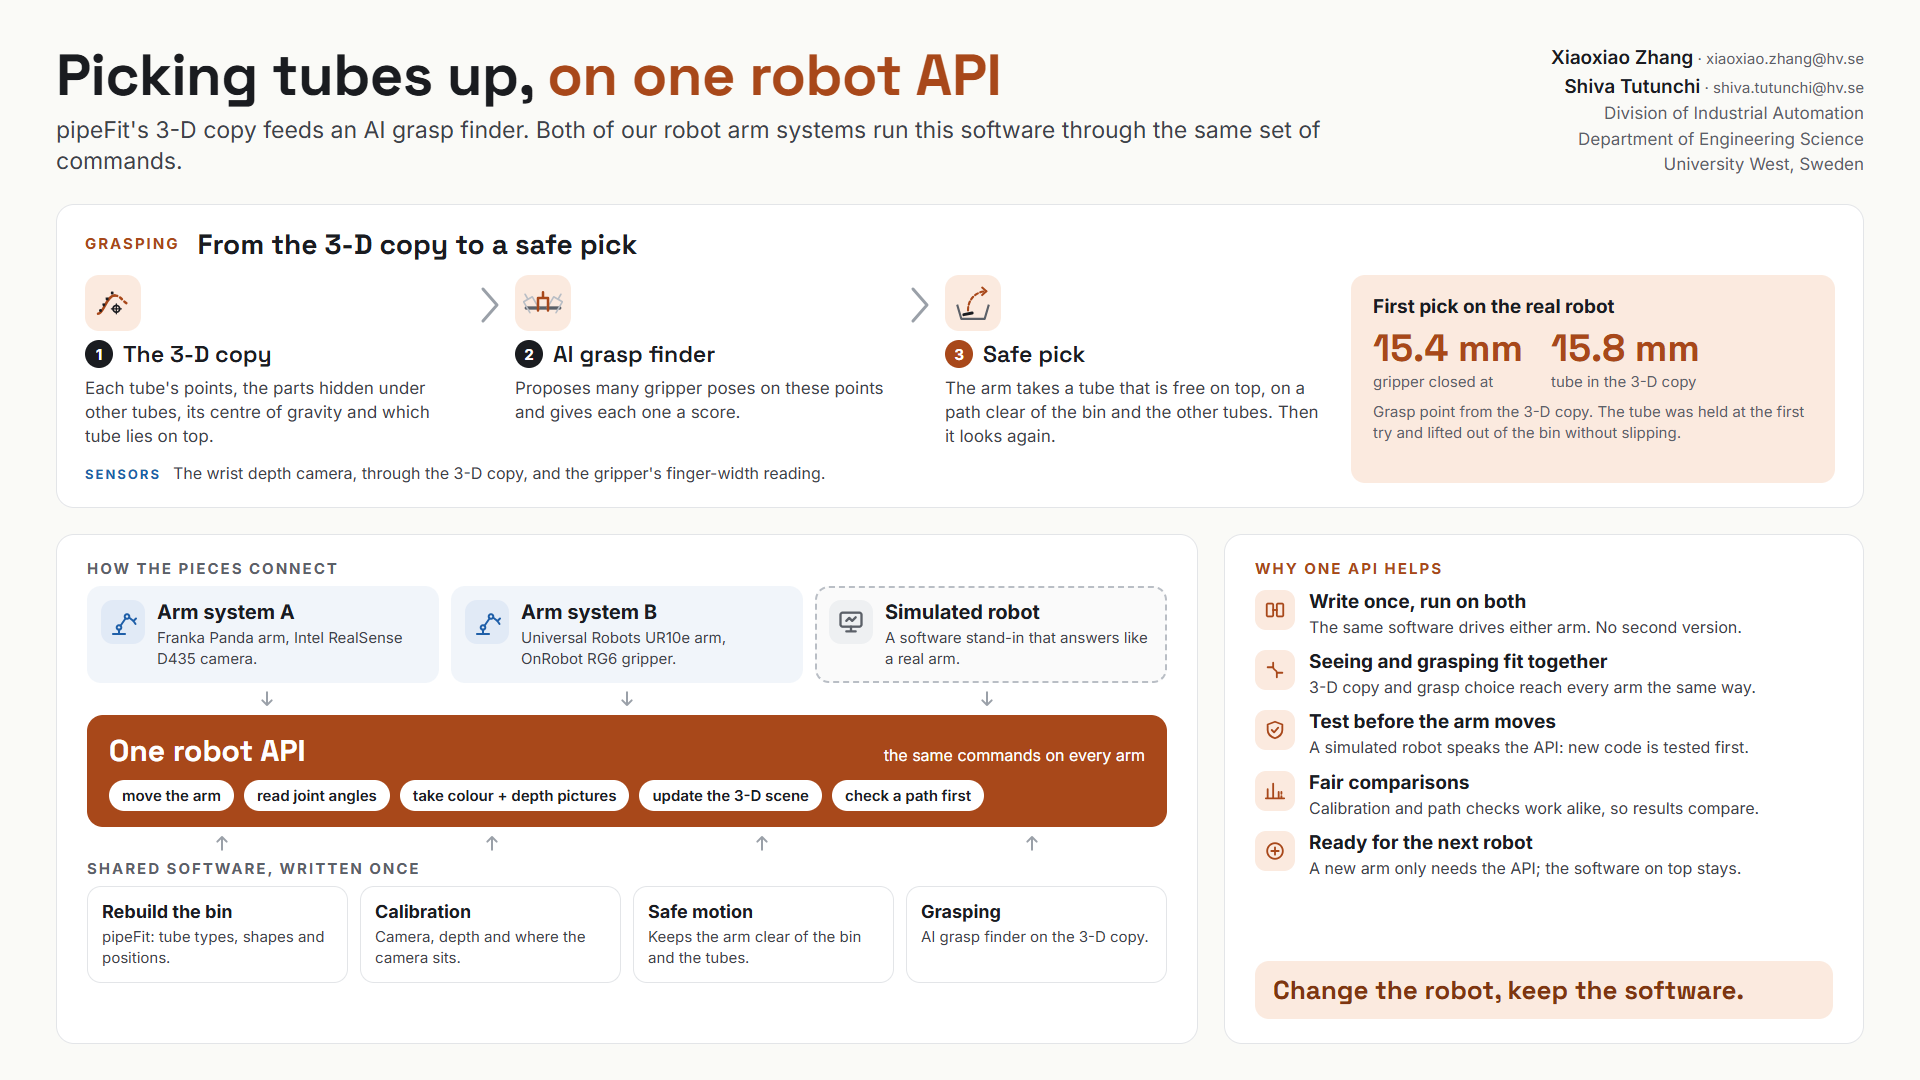 Picking tubes up, on one robot API
pipeFit's 3-D copy feeds an AI grasp finder. Both of our robot arm systems run this software through the same set of
commands.
Xiaoxiao Zhang · xiaoxiao.zhang@hv.se
Shiva Tutunchi · shiva.tutunchi@hv.se
Division of Industrial Automation
Department of Engineering Science
University West, Sweden
GRASPING From the 3-D copy to a safe pick
1 The 3-D copy
Each tube's points, the parts hidden under
other tubes, its centre of gravity and which
tube lies on top.
2 AI grasp finder
Proposes many gripper poses on these points
and gives each one a score.
3 Safe pick
The arm takes a tube that is free on top, on a
path clear of the bin and the other tubes. Then
it looks again.
SENSORS The wrist depth camera, through the 3-D copy, and the gripper's finger-width reading.
First pick on the real robot
15.4 mm 15.8 mm
gripper closed at tube in the 3-D copy
Grasp point from the 3-D copy. The tube was held at the first
try and lifted out of the bin without slipping.
HOW THE PIECES CONNECT
Arm system A
Franka Panda arm, Intel RealSense
D435 camera.
Arm system B
Universal Robots UR10e arm,
OnRobot RG6 gripper.
Simulated robot
A software stand-in that answers like
a real arm.
One robot API the same commands on every arm
move the arm read joint angles take colour + depth pictures update the 3-D scene check a path first
SHARED SOFTWARE, WRITTEN ONCE
Rebuild the bin
pipeFit: tube types, shapes and
positions.
Calibration
Camera, depth and where the
camera sits.
Safe motion
Keeps the arm clear of the bin
and the tubes.
Grasping
AI grasp finder on the 3-D copy.
WHY ONE API HELPS
Write once, run on both
The same software drives either arm. No second version.
Seeing and grasping fit together
3-D copy and grasp choice reach every arm the same way.
Test before the arm moves
A simulated robot speaks the API: new code is tested first.
Fair comparisons
Calibration and path checks work alike, so results compare.
Ready for the next robot
A new arm only needs the API; the software on top stays.
Change the robot, keep the software.